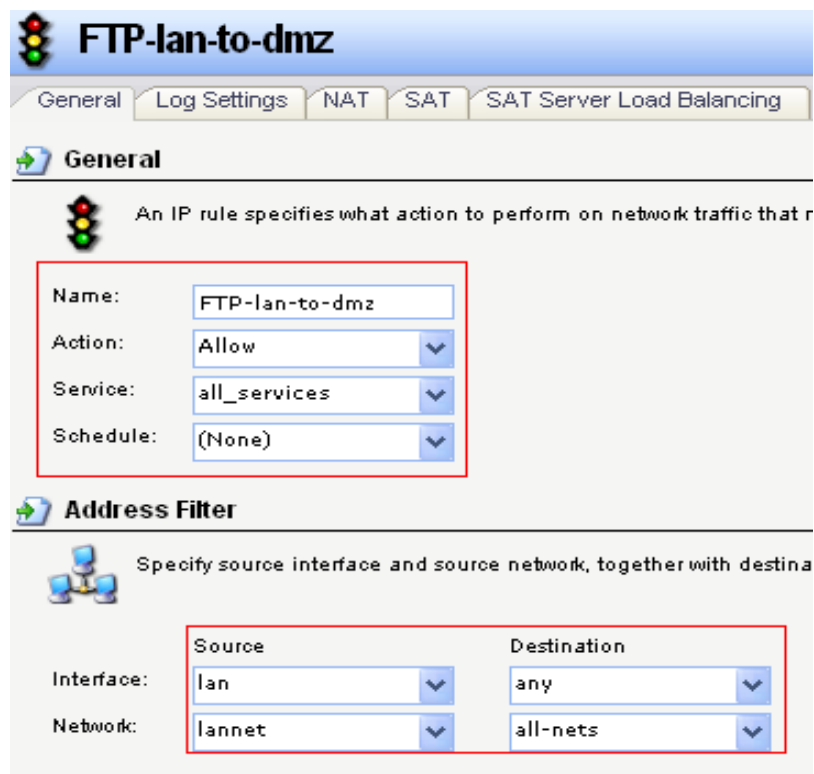 FTP-lan-to-dmz
General Log Settings NAT SAT SAT Server Load Balancing
General
An IP rule specifies what action to perform on network traffic that
Name: FTP-lan-to-dmz
Action: Allow
Service: all_services
Schedule: (None)
Address Filter
Specify source interface and source network, together with
Source Destination
Interface: lan any
Network: lannet all-nets